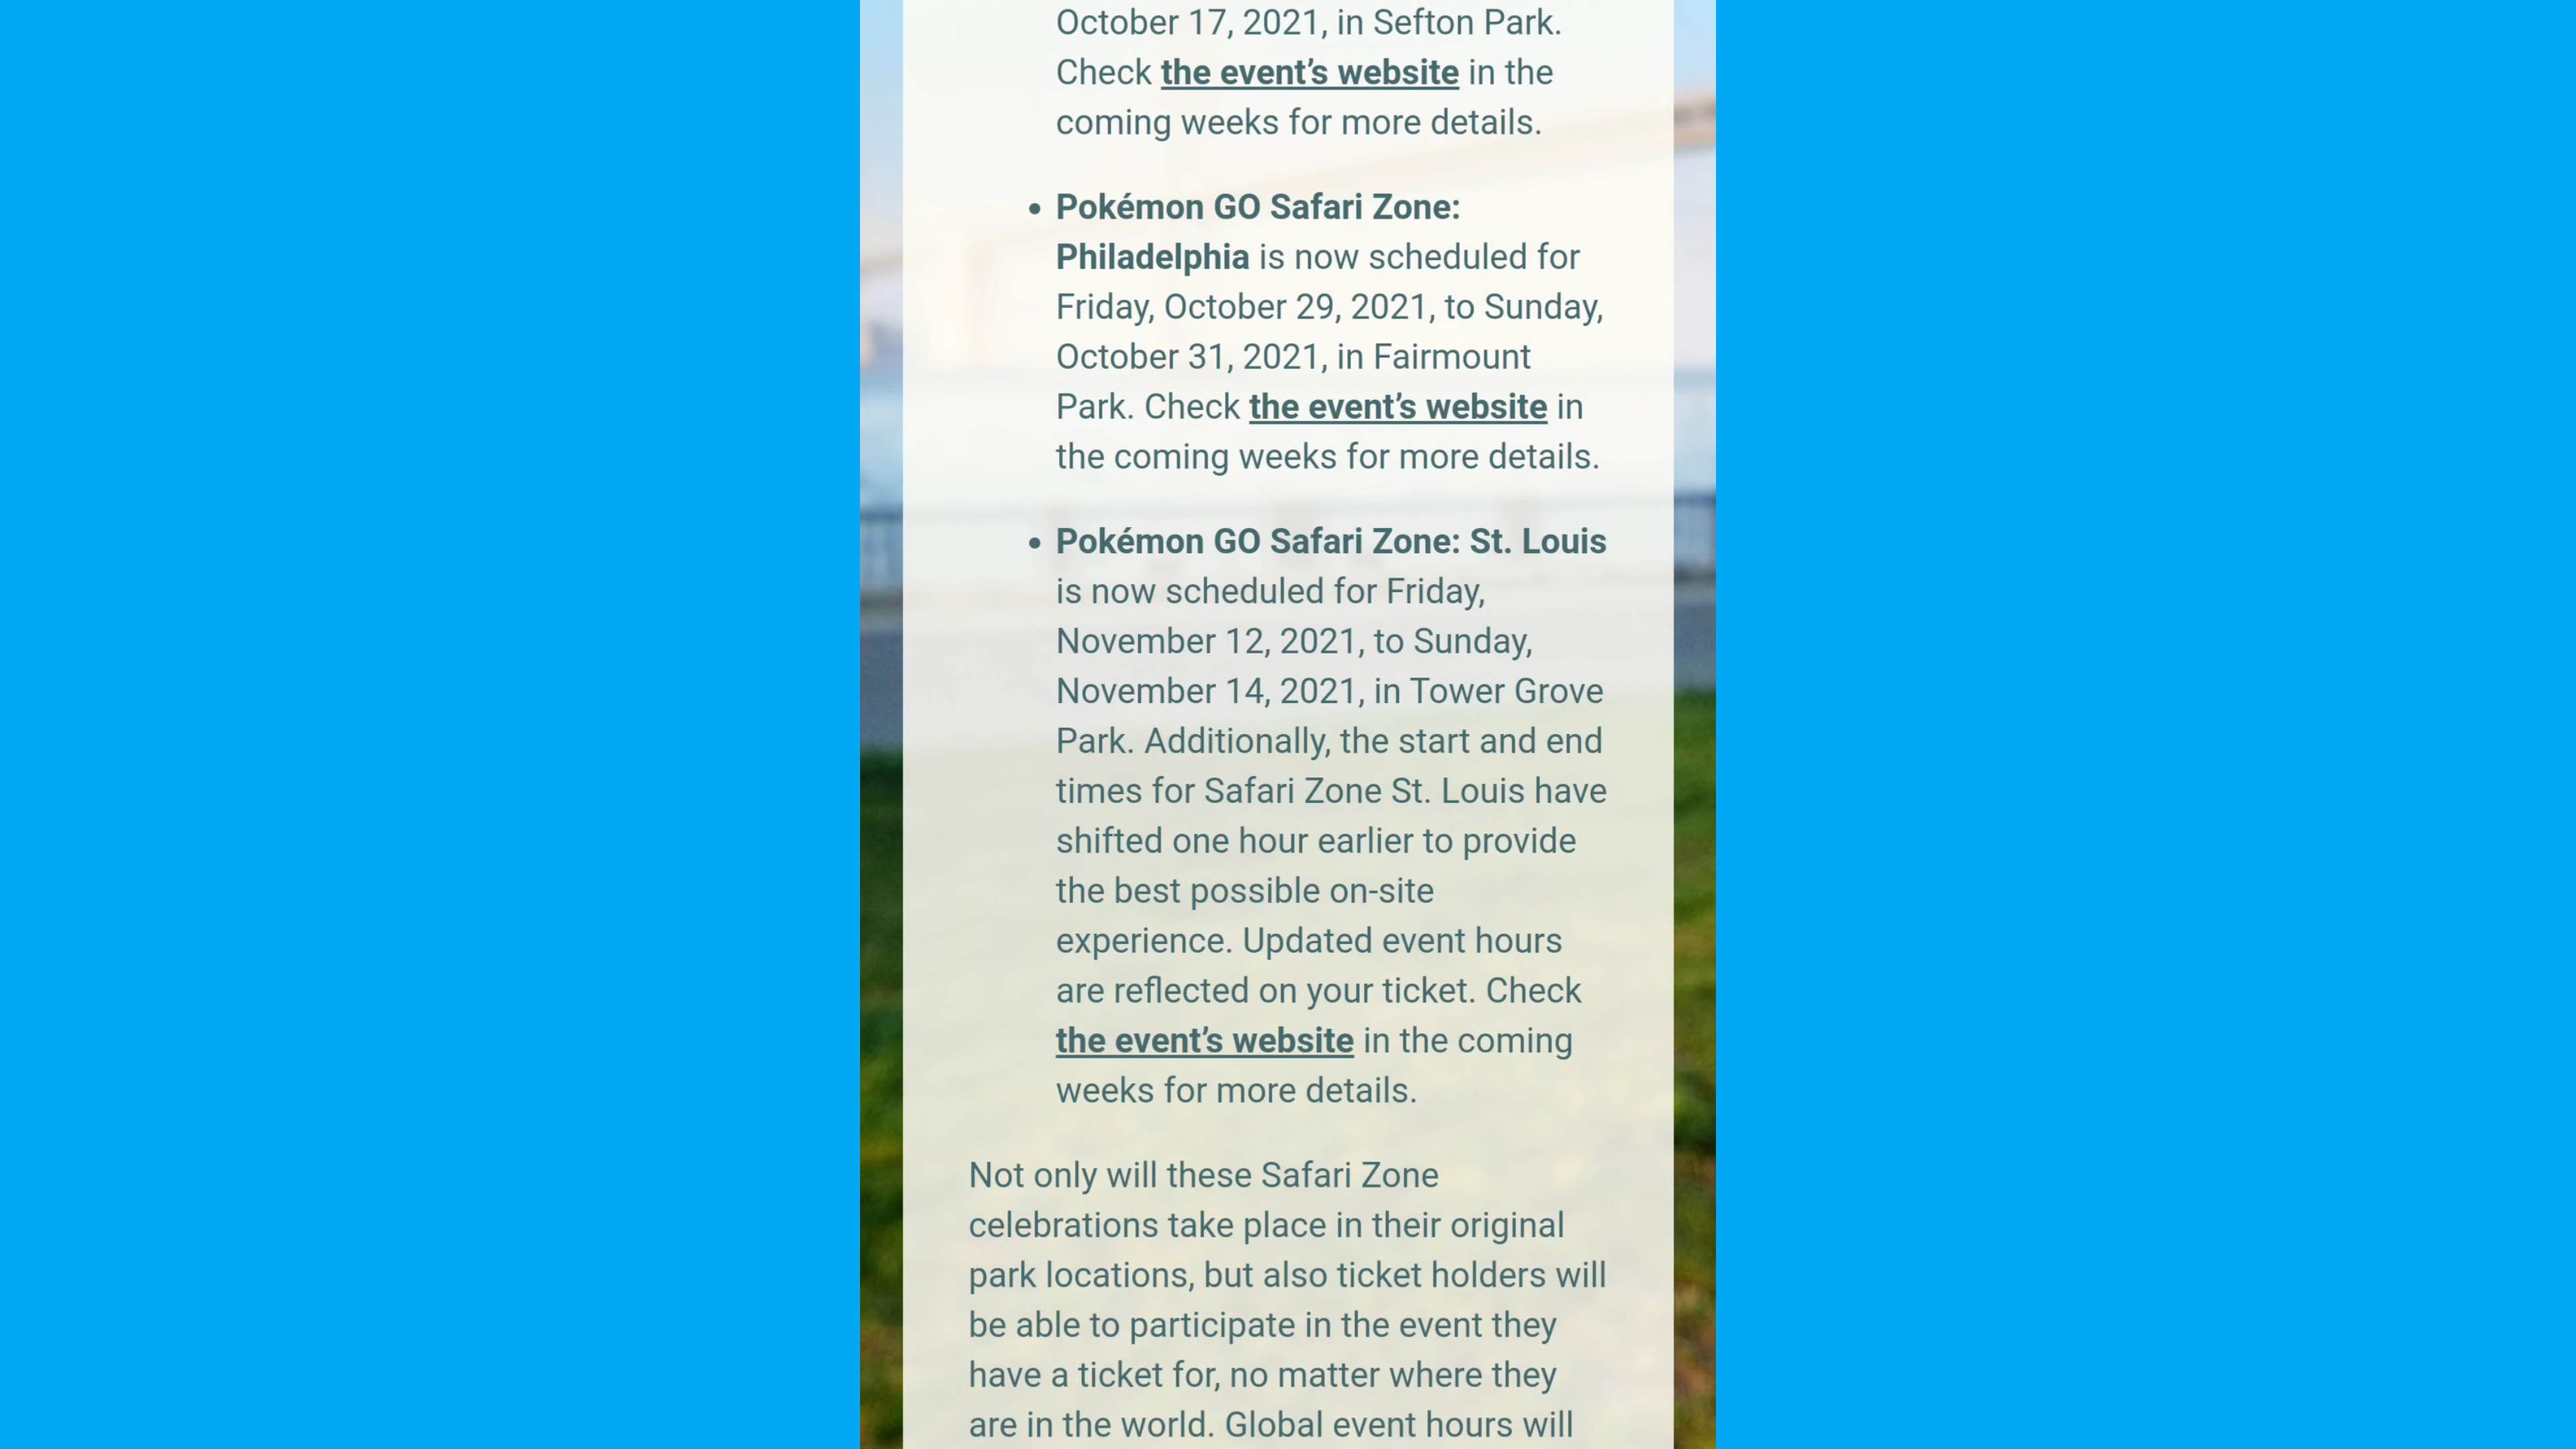 October 17, 2021, in Sefton Park.
Check the event’s website in the
coming weeks for more details.
• Pokémon GO Safari Zone:
Philadelphia is now scheduled for
Friday, October 29, 2021, to Sunday,
October 31, 2021, in Fairmount
Park. Check the event’s website in
the coming weeks for more details.
• Pokémon GO Safari Zone: St. Louis
is now scheduled for Friday,
November 12, 2021, to Sunday,
November 14, 2021, in Tower Grove
Park. Additionally, the start and end
times for Safari Zone St. Louis have
shifted one hour earlier to provide
the best possible on-site
experience. Updated event hours
are reflected on your ticket. Check
the event’s website in the coming
weeks for more details.
Not only will these Safari Zone
celebrations take place in their original
park locations, but also ticket holders will
be able to participate in the event they
have a ticket for, no matter where they
are in the world. Global event hours will